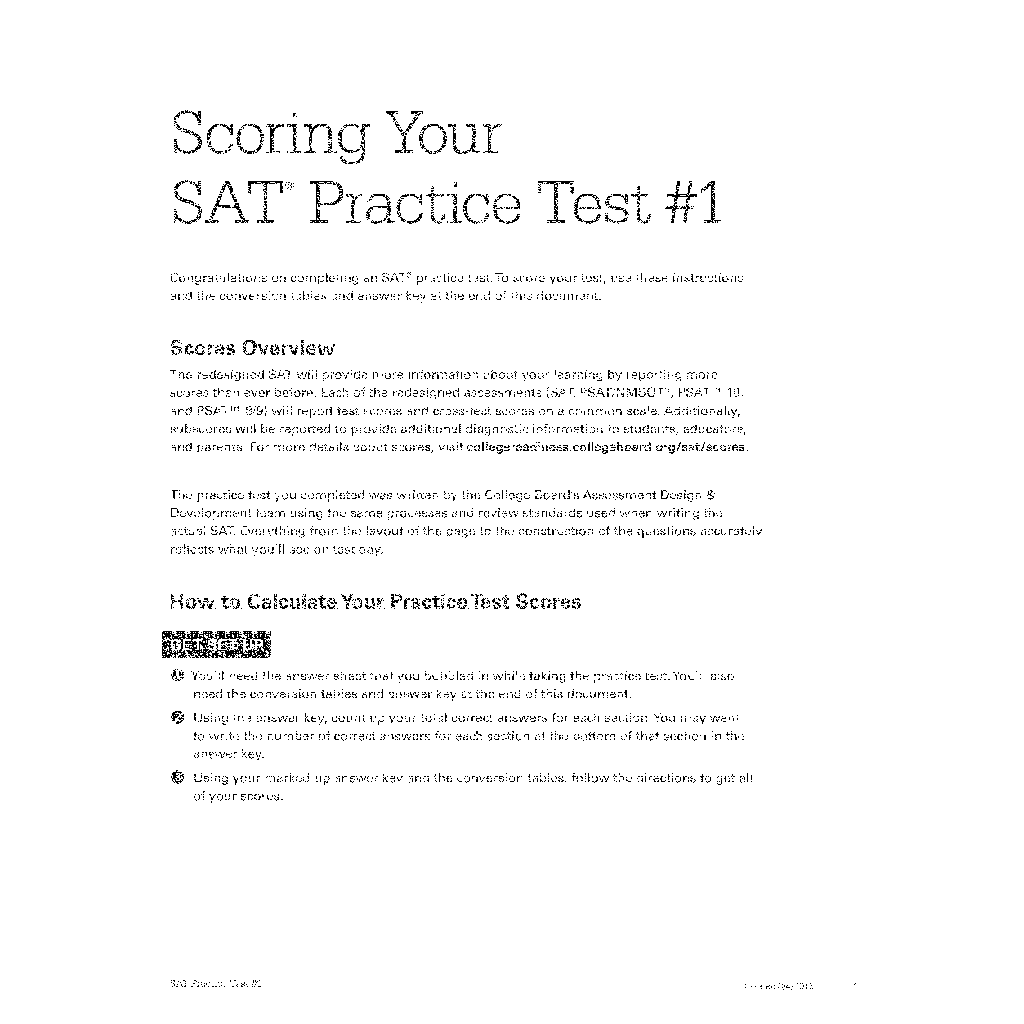 Scoring Your
SAT® Practice Test #1
Congratulations on completing an SAT® practice test. To score your test, use these instructions
and the conversion tables and answer key at the end of this document.
Scores Overview
The redesigned SAT will provide more information about your learning by reporting more
scores than ever before. Each of the redesigned assessments (SAT, PSAT/NMSQT®, PSAT™ 10,
and PSAT™ 8/9) will report test scores and cross-test scores on a common scale. Additionally,
subscores will be reported to provide additional diagnostic information to students, educators,
and parents. For more details about scores, visit collegereadiness.collegeboard.org/sat/scores.
The practice test you completed was written by the College Board's Assessment Design &
Development team using the same processes and review standards used when writing the
actual SAT. Everything from the layout of the page to the construction of the questions accurately
reflects what you'll see on test day.
How to Calculate Your Practice Test Scores
GET SET UP
1 You'll need the answer sheet that you bubbled in while taking the practice test. You'll also
need the conversion tables and answer key at the end of this document.
2 Using the answer key, count up your total correct answers for each section. You may want
to write the number of correct answers for each section at the bottom of that section in the
answer key.
3 Using your marked-up answer key and the conversion tables, follow the directions to get all
of your scores.
SAT Practice Test #1